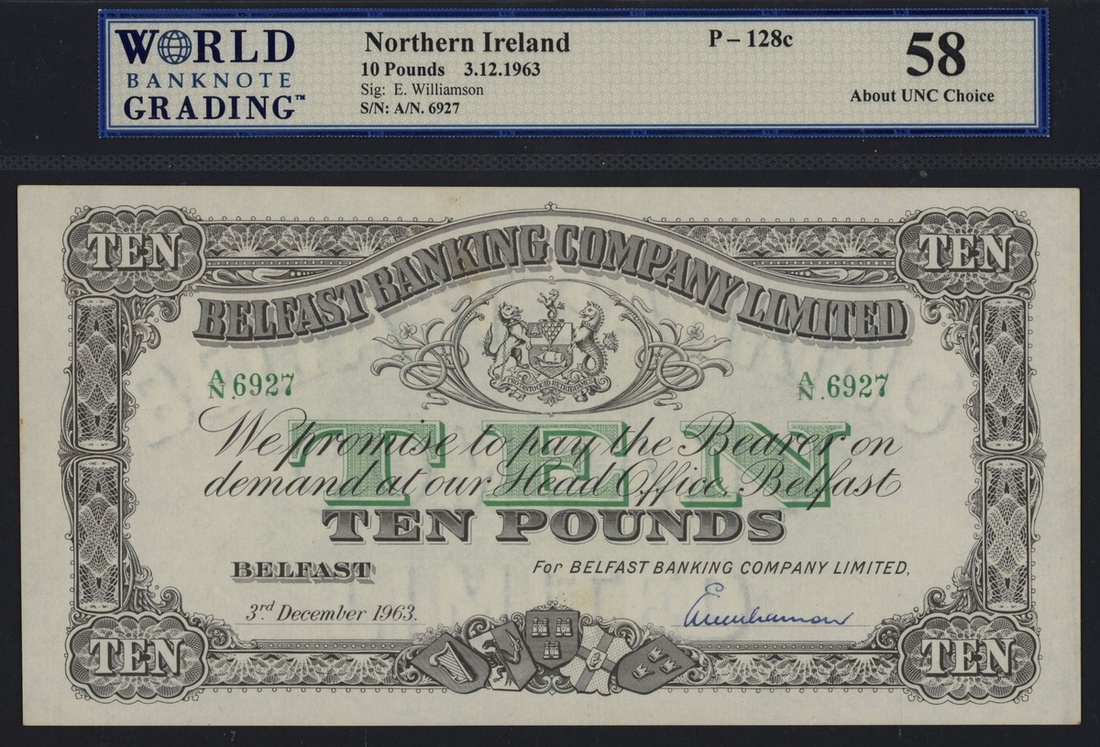 WORLD
BANKNOTE
GRADING™
Northern Ireland
10 Pounds 3.12.1963
Sig: E. Williamson
S/N: A/N. 6927
P – 128c
58
About UNC Choice
TEN
TEN
BELFAST BANKING COMPANY LIMITED
A/N. 6927
A/N. 6927
TEN
We promise to pay the Bearer on
demand at our Head Office, Belfast
TEN POUNDS
BELFAST
For BELFAST BANKING COMPANY LIMITED,
3rd December 1963.
TEN
TEN